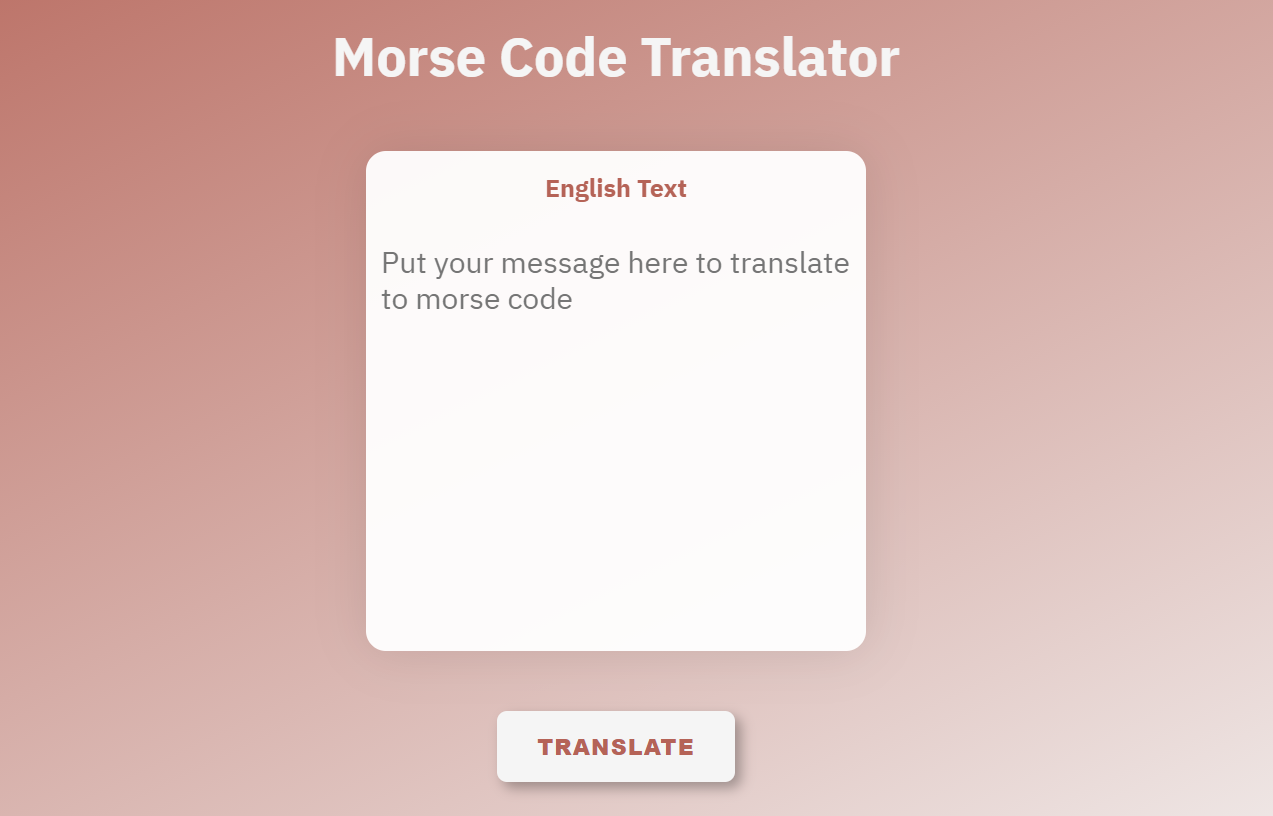 Morse Code Translator
English Text
Put your message here to translate
to morse code
TRANSLATE